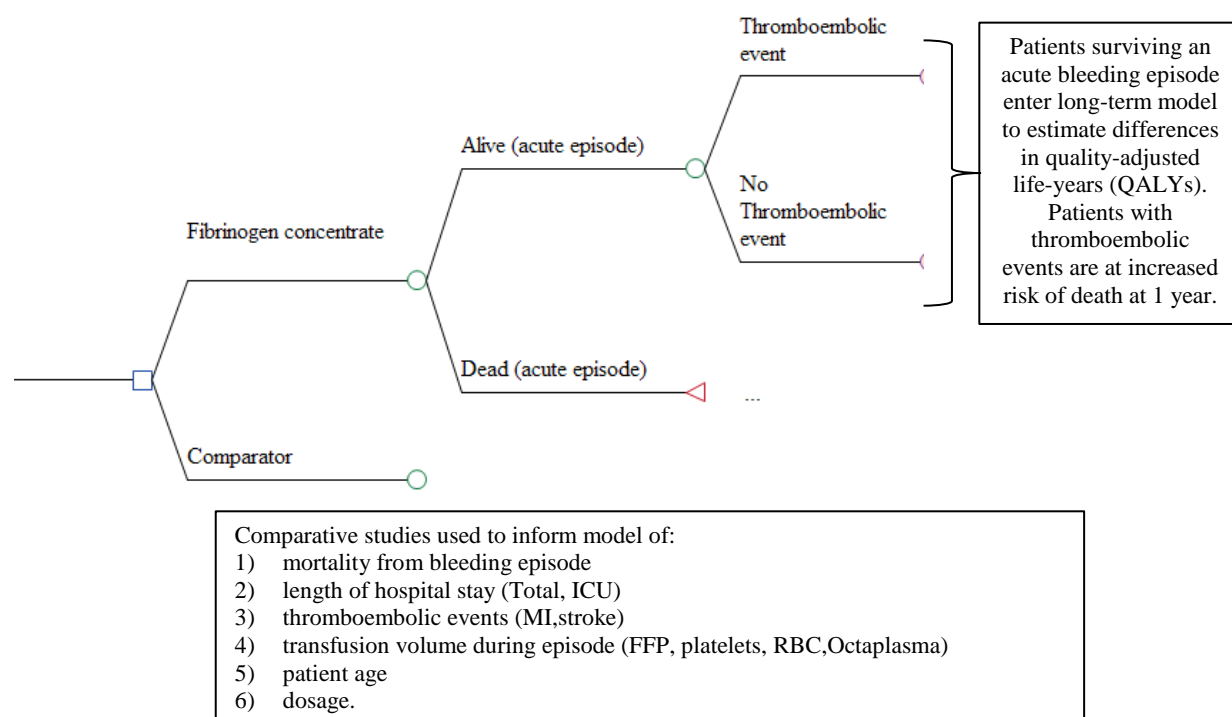 Thromboembolic
event
Alive (acute episode)
No
Thromboembolic
event
Fibrinogen concentrate
Dead (acute episode)
...
Comparator
Patients surviving an
acute bleeding episode
enter long-term model
to estimate differences
in quality-adjusted
life-years (QALYs).
Patients with
thromboembolic
events are at increased
risk of death at 1 year.
Comparative studies used to inform model of:
1) mortality from bleeding episode
2) length of hospital stay (Total, ICU)
3) thromboembolic events (MI,stroke)
4) transfusion volume during episode (FFP, platelets, RBC,Octaplasma)
5) patient age
6) dosage.